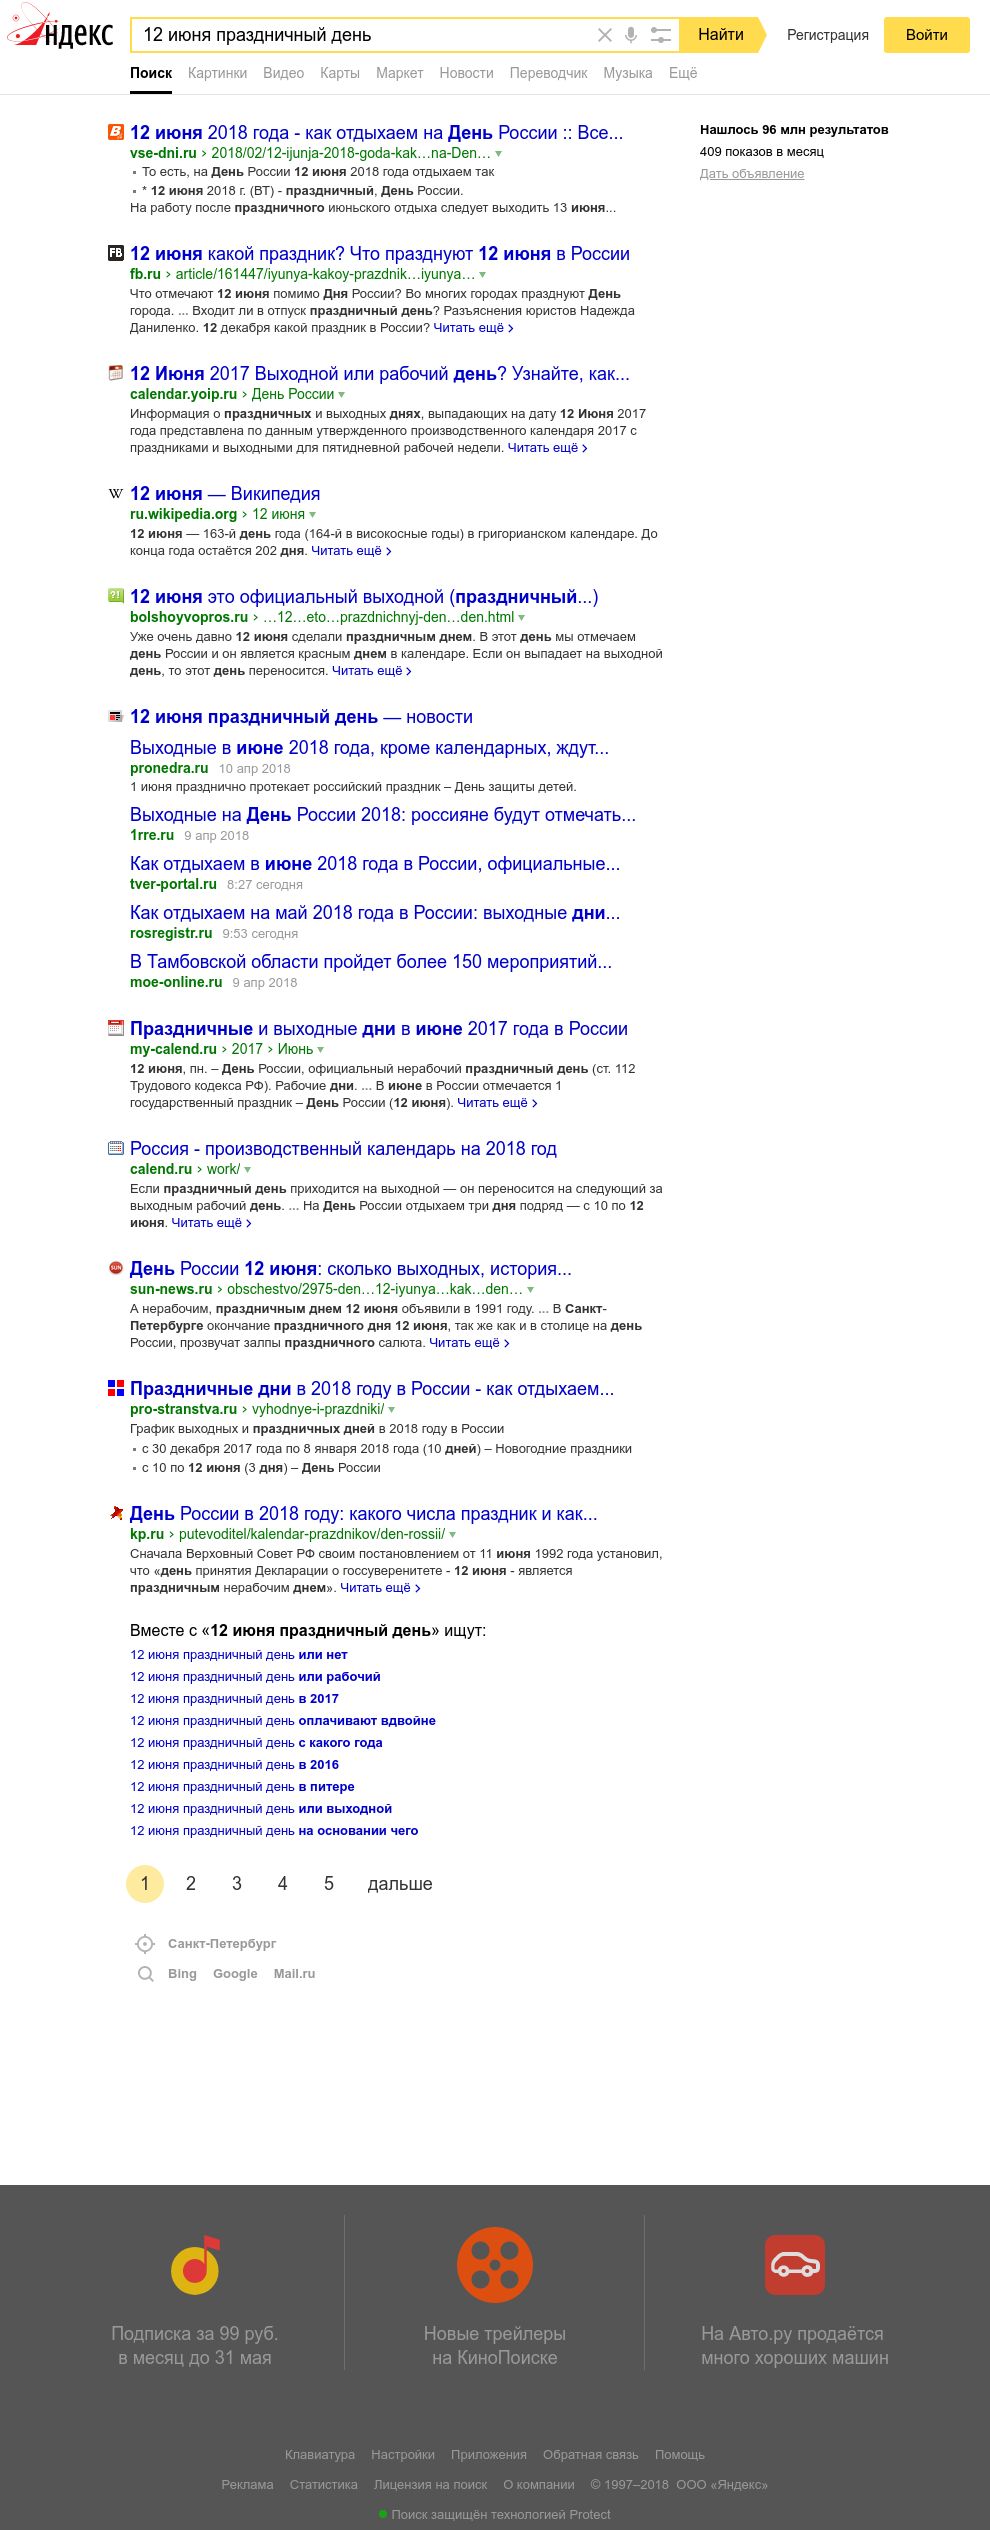 Яндекс
12 июня праздничный день
Найти
Регистрация
Войти
Поиск Картинки Видео Карты Маркет Новости Переводчик Музыка Ещё
12 июня 2018 года - как отдыхаем на День России :: Все...
vse-dni.ru › 2018/02/12-ijunja-2018-goda-kak…na-Den…
То есть, на День России 12 июня 2018 года отдыхаем так
* 12 июня 2018 г. (ВТ) - праздничный, День России.
На работу после праздничного июньского отдыха следует выходить 13 июня...
Нашлось 96 млн результатов
409 показов в месяц
Дать объявление
12 июня какой праздник? Что празднуют 12 июня в России
fb.ru › article/161447/iyunya-kakoy-prazdnik…iyunya…
Что отмечают 12 июня помимо Дня России? Во многих городах празднуют День
города. ... Входит ли в отпуск праздничный день? Разъяснения юристов Надежда
Даниленко. 12 декабря какой праздник в России? Читать ещё ›
12 Июня 2017 Выходной или рабочий день? Узнайте, как...
calendar.yoip.ru › День России
Информация о праздничных и выходных днях, выпадающих на дату 12 Июня 2017
года представлена по данным утвержденного производственного календаря 2017 с
праздниками и выходными для пятидневной рабочей недели. Читать ещё ›
12 июня — Википедия
ru.wikipedia.org › 12 июня
12 июня — 163-й день года (164-й в високосные годы) в григорианском календаре. До
конца года остаётся 202 дня. Читать ещё ›
12 июня это официальный выходной (праздничный...)
bolshoyvopros.ru › …12…eto…prazdnichnyj-den…den.html
Уже очень давно 12 июня сделали праздничным днем. В этот день мы отмечаем
день России и он является красным днем в календаре. Если он выпадает на выходной
день, то этот день переносится. Читать ещё ›
12 июня праздничный день — новости
Выходные в июне 2018 года, кроме календарных, ждут...
pronedra.ru 10 апр 2018
1 июня празднично протекает российский праздник – День защиты детей.
Выходные на День России 2018: россияне будут отмечать...
1rre.ru 9 апр 2018
Как отдыхаем в июне 2018 года в России, официальные...
tver-portal.ru 8:27 сегодня
Как отдыхаем на май 2018 года в России: выходные дни...
rosregistr.ru 9:53 сегодня
В Тамбовской области пройдет более 150 мероприятий...
moe-online.ru 9 апр 2018
Праздничные и выходные дни в июне 2017 года в России
my-calend.ru › 2017 › Июнь
12 июня, пн. – День России, официальный нерабочий праздничный день (ст. 112
Трудового кодекса РФ). Рабочие дни. ... В июне в России отмечается 1
государственный праздник – День России (12 июня). Читать ещё ›
Россия - производственный календарь на 2018 год
calend.ru › work/
Если праздничный день приходится на выходной — он переносится на следующий за
выходным рабочий день. ... На День России отдыхаем три дня подряд — с 10 по 12
июня. Читать ещё ›
День России 12 июня: сколько выходных, история...
sun-news.ru › obschestvo/2975-den…12-iyunya…kak…den…
А нерабочим, праздничным днем 12 июня объявили в 1991 году. ... В Санкт-
Петербурге окончание праздничного дня 12 июня, так же как и в столице на день
России, прозвучат залпы праздничного салюта. Читать ещё ›
Праздничные дни в 2018 году в России - как отдыхаем...
pro-stranstva.ru › vyhodnye-i-prazdniki/
График выходных и праздничных дней в 2018 году в России
с 30 декабря 2017 года по 8 января 2018 года (10 дней) – Новогодние праздники
с 10 по 12 июня (3 дня) – День России
День России в 2018 году: какого числа праздник и как...
kp.ru › putevoditel/kalendar-prazdnikov/den-rossii/
Сначала Верховный Совет РФ своим постановлением от 11 июня 1992 года установил,
что «день принятия Декларации о госсуверенитете - 12 июня - является
праздничным нерабочим днем». Читать ещё ›
Вместе с «12 июня праздничный день» ищут:
12 июня праздничный день или нет
12 июня праздничный день или рабочий
12 июня праздничный день в 2017
12 июня праздничный день оплачивают вдвойне
12 июня праздничный день с какого года
12 июня праздничный день в 2016
12 июня праздничный день в питере
12 июня праздничный день или выходной
12 июня праздничный день на основании чего
1 2 3 4 5 дальше
Санкт-Петербург
Bing Google Mail.ru
Подписка за 99 руб.
в месяц до 31 мая
Новые трейлеры
на КиноПоиске
На Авто.ру продаётся
много хороших машин
Клавиатура Настройки Приложения Обратная связь Помощь
Реклама Статистика Лицензия на поиск О компании © 1997–2018 ООО «Яндекс»
Поиск защищён технологией Protect